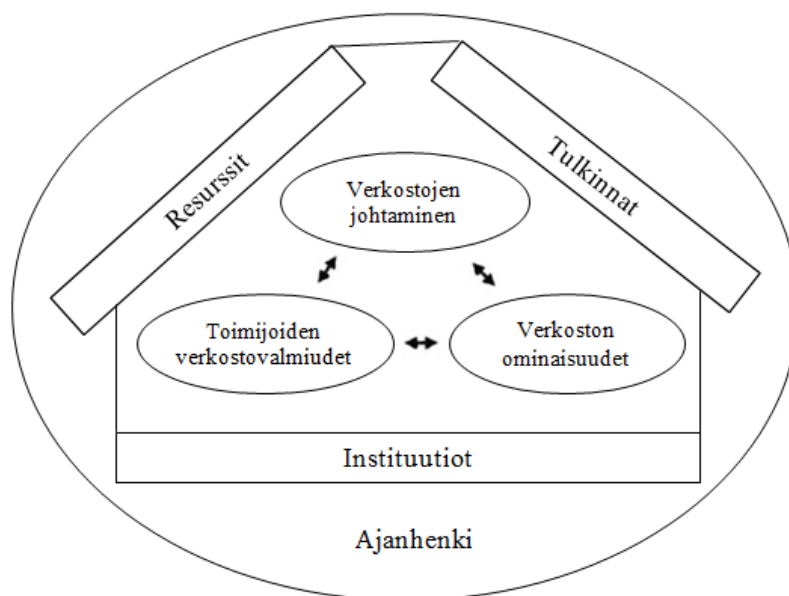 Resurssit
Tulkinnat
Verkostojen
johtaminen
Toimijoiden
verkostovalmiudet
Verkoston
ominaisuudet
Instituutiot
Ajanhenki